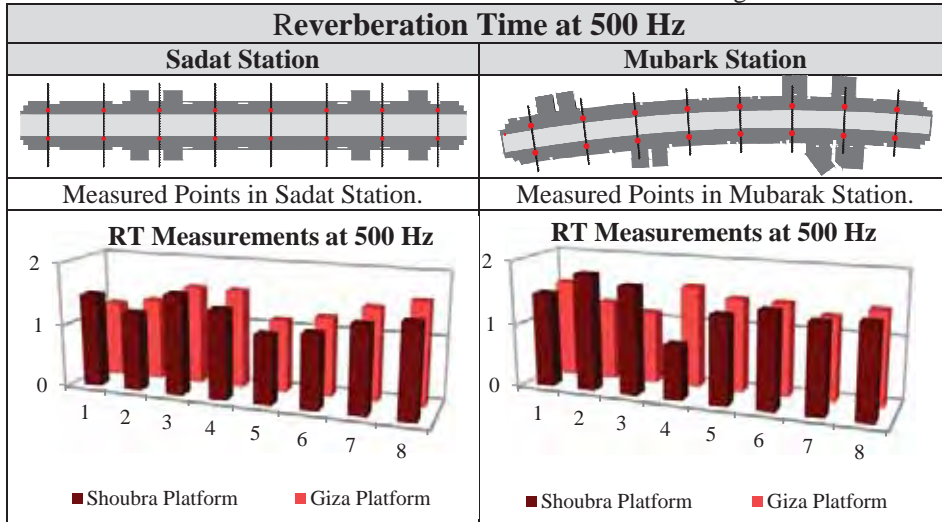 Reverberation Time at 500 Hz
Sadat Station
Mubark Station
Measured Points in Sadat Station.
Measured Points in Mubarak Station.
RT Measurements at 500 Hz
2
1
0
1 2 3 4 5 6 7 8
Shoubra Platform Giza Platform
RT Measurements at 500 Hz
2
1
0
1 2 3 4 5 6 7 8
Shoubra Platform Giza Platform